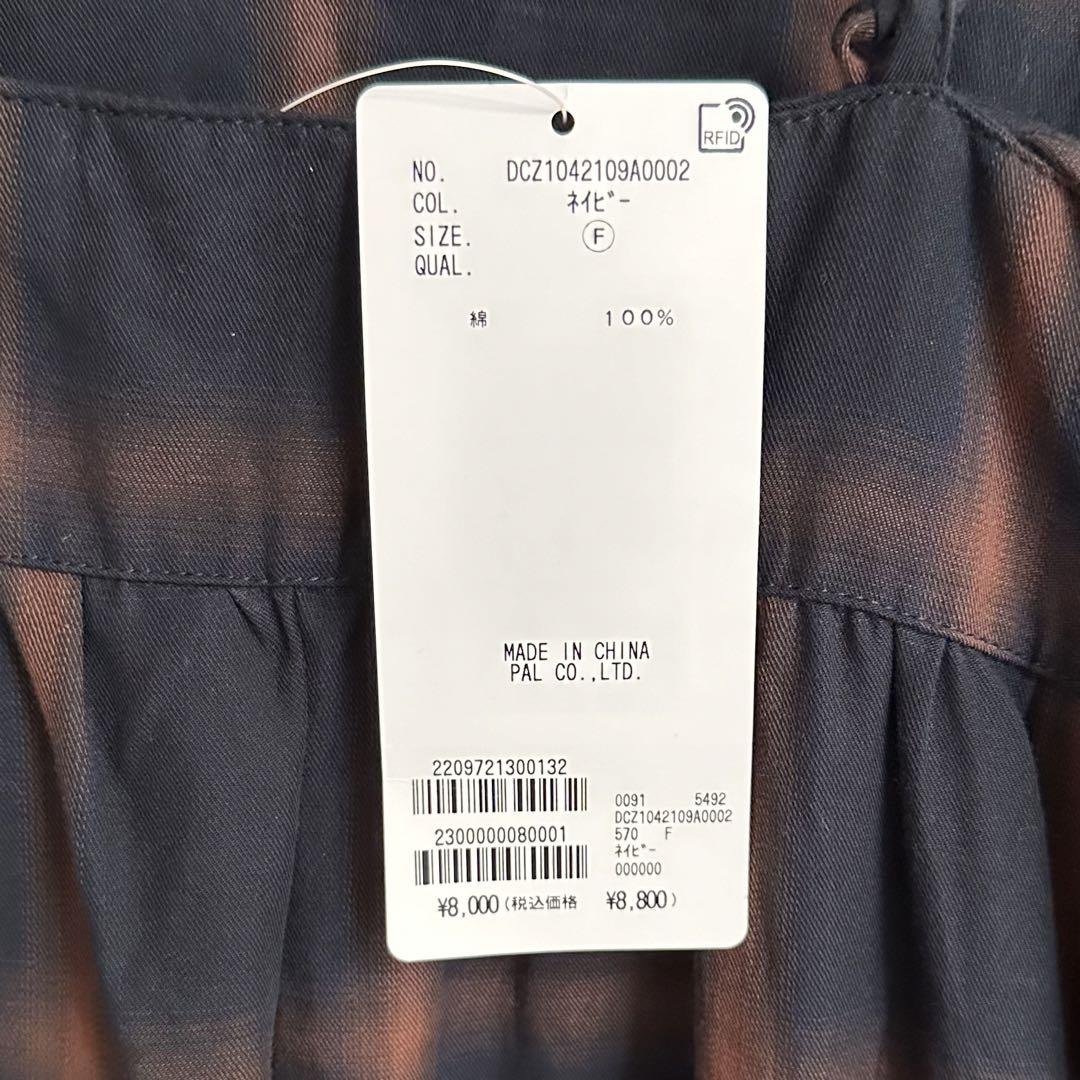 RFID
NO. DCZ1042109A0002
COL. ﾈｲﾋﾞｰ
SIZE. Ⓕ
QUAL.
綿 100%
MADE IN CHINA
PAL CO.,LTD.
2209721300132
2300000080001
¥8,000(税込価格 ¥8,800)
0091 5492
DCZ1042109A0002
570 F
ﾈｲﾋﾞｰ
000000